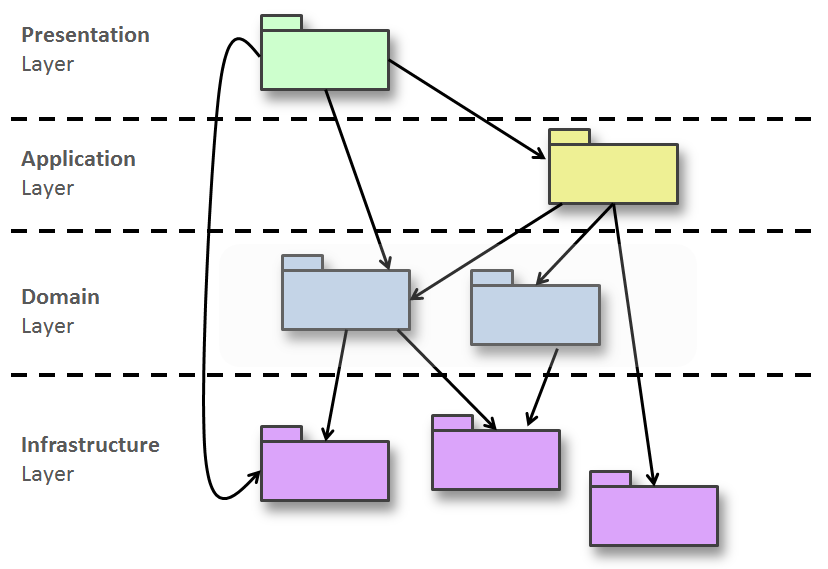 Presentation
Layer
Application
Layer
Domain
Layer
Infrastructure
Layer